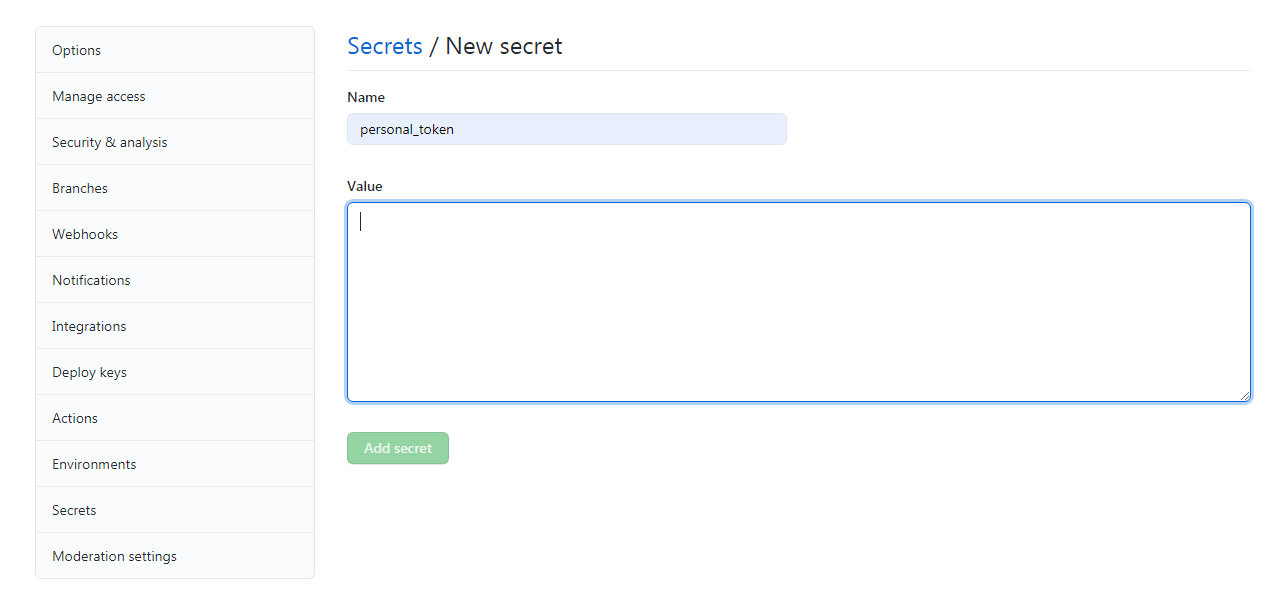 Options
Manage access
Security & analysis
Branches
Webhooks
Notifications
Integrations
Deploy keys
Actions
Environments
Secrets
Moderation settings
Secrets / New secret
Name
personal_token
Value
Add secret